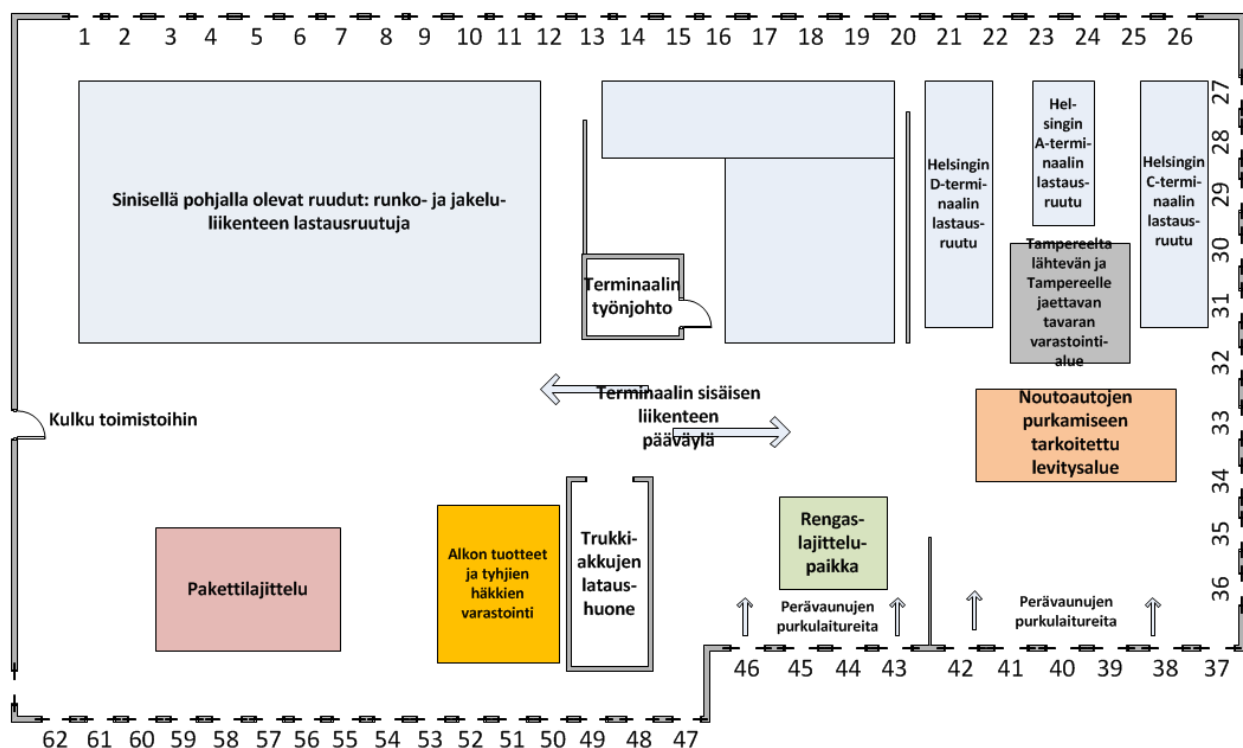 1 2 3 4 5 6 7 8 9 10 11 12 13 14 15 16 17 18 19 20 21 22 23 24 25 26
27
28
29
30
31
32
33
34
35
36
Sinisellä pohjalla olevat ruudut: runko- ja jakelu-
liikenteen lastausruutuja
Helsingin
D-termi-
naalin
lastaus-
ruutu
Hel-
singin
A-termi-
naalin
lastaus-
ruutu
Helsingin
C-termi-
naalin
lastaus-
ruutu
Terminaalin
työnjohto
Tampereelta
lähtevän ja
Tampereelle
jaettavan
tavaran
varastointi-
alue
Kulku toimistoihin
Terminaalin sisäisen
liikenteen
pääväylä
Noutoautojen
purkamiseen
tarkoitettu
levitysalue
Pakettilajittelu
Alkon tuotteet
ja tyhjien
häkkien
varastointi
Trukki-
akkujen
lataus-
huone
Rengas-
lajittelu-
paikka
Perävaunujen
purkulaitureita
Perävaunujen
purkulaitureita
46 45 44 43 42 41 40 39 38 37
62 61 60 59 58 57 56 55 54 53 52 51 50 49 48 47